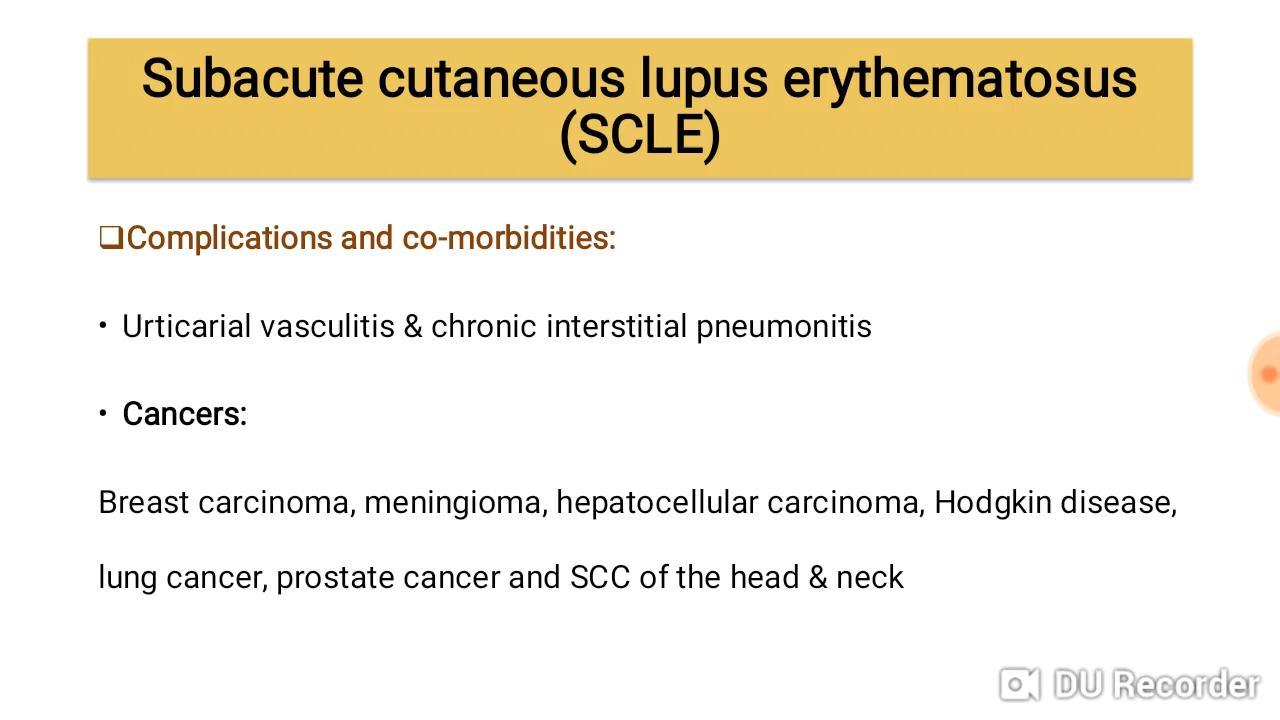 Subacute cutaneous lupus erythematosus
(SCLE)
❑Complications and co-morbidities:
• Urticarial vasculitis & chronic interstitial pneumonitis
• Cancers:
Breast carcinoma, meningioma, hepatocellular carcinoma, Hodgkin disease,
lung cancer, prostate cancer and SCC of the head & neck
DU Recorder